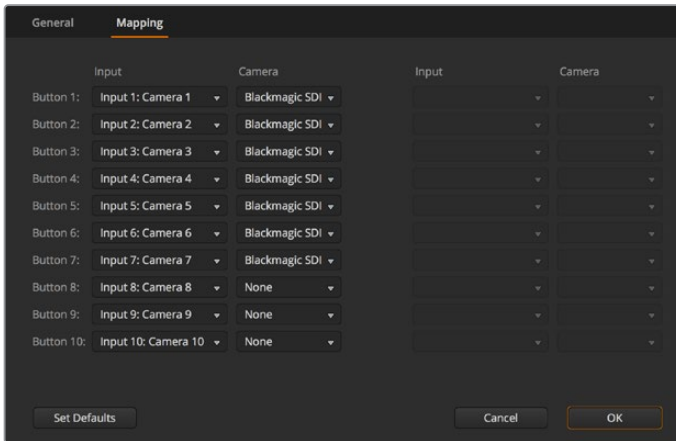 General Mapping
Input Camera Input Camera
Button 1: Input 1: Camera 1 Blackmagic SDI
Button 2: Input 2: Camera 2 Blackmagic SDI
Button 3: Input 3: Camera 3 Blackmagic SDI
Button 4: Input 4: Camera 4 Blackmagic SDI
Button 5: Input 5: Camera 5 Blackmagic SDI
Button 6: Input 6: Camera 6 Blackmagic SDI
Button 7: Input 7: Camera 7 Blackmagic SDI
Button 8: Input 8: Camera 8 None
Button 9: Input 9: Camera 9 None
Button 10: Input 10: Camera 10 None
Set Defaults Cancel OK